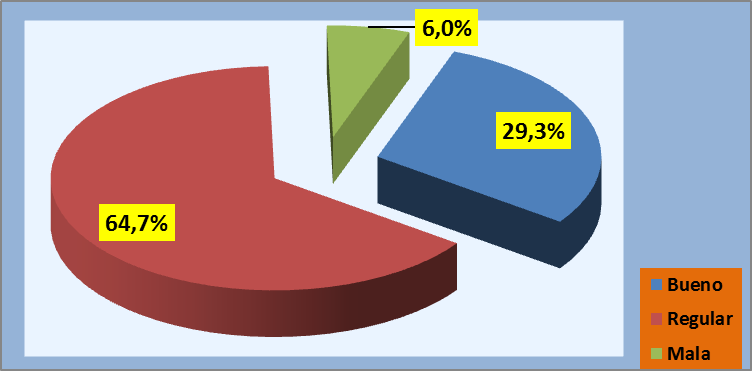 6,0%
29,3%
64,7%
Bueno
Regular
Mala